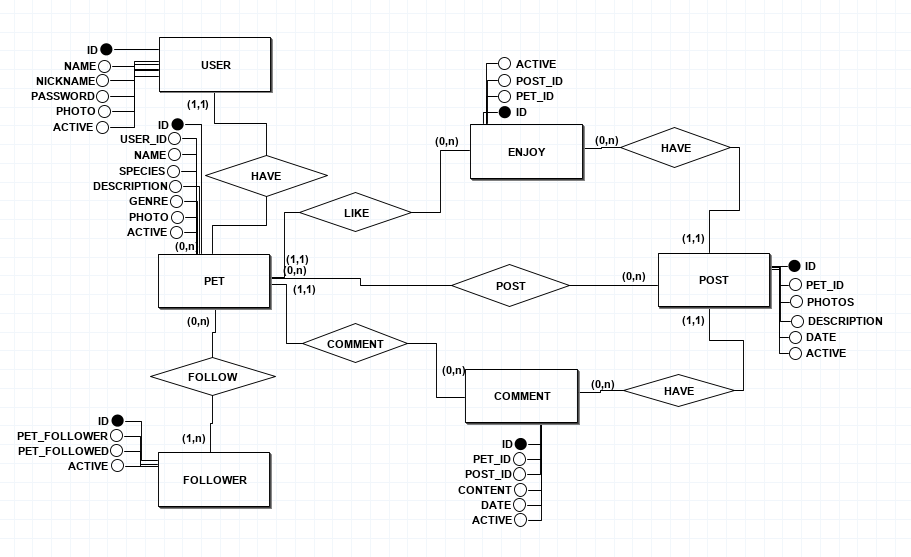 ID
USER
NAME
NICKNAME
PASSWORD
PHOTO
ACTIVE
(1,1)
ID
USER_ID
NAME
SPECIES
DESCRIPTION
GENRE
PHOTO
ACTIVE
(0,n
HAVE
LIKE
ACTIVE
POST_ID
PET_ID
ID
(0,n)
ENJOY
(0,n)
HAVE
(1,1)
PET
(1,1)
(0,n)
(1,1)
POST
(0,n)
POST
ID
PET_ID
PHOTOS
DESCRIPTION
DATE
ACTIVE
(0,n)
FOLLOW
(1,n)
COMMENT
(0,n)
COMMENT
(0,n)
HAVE
(1,1)
ID
PET_FOLLOWER
PET_FOLLOWED
ACTIVE
FOLLOWER
ID
PET_ID
POST_ID
CONTENT
DATE
ACTIVE